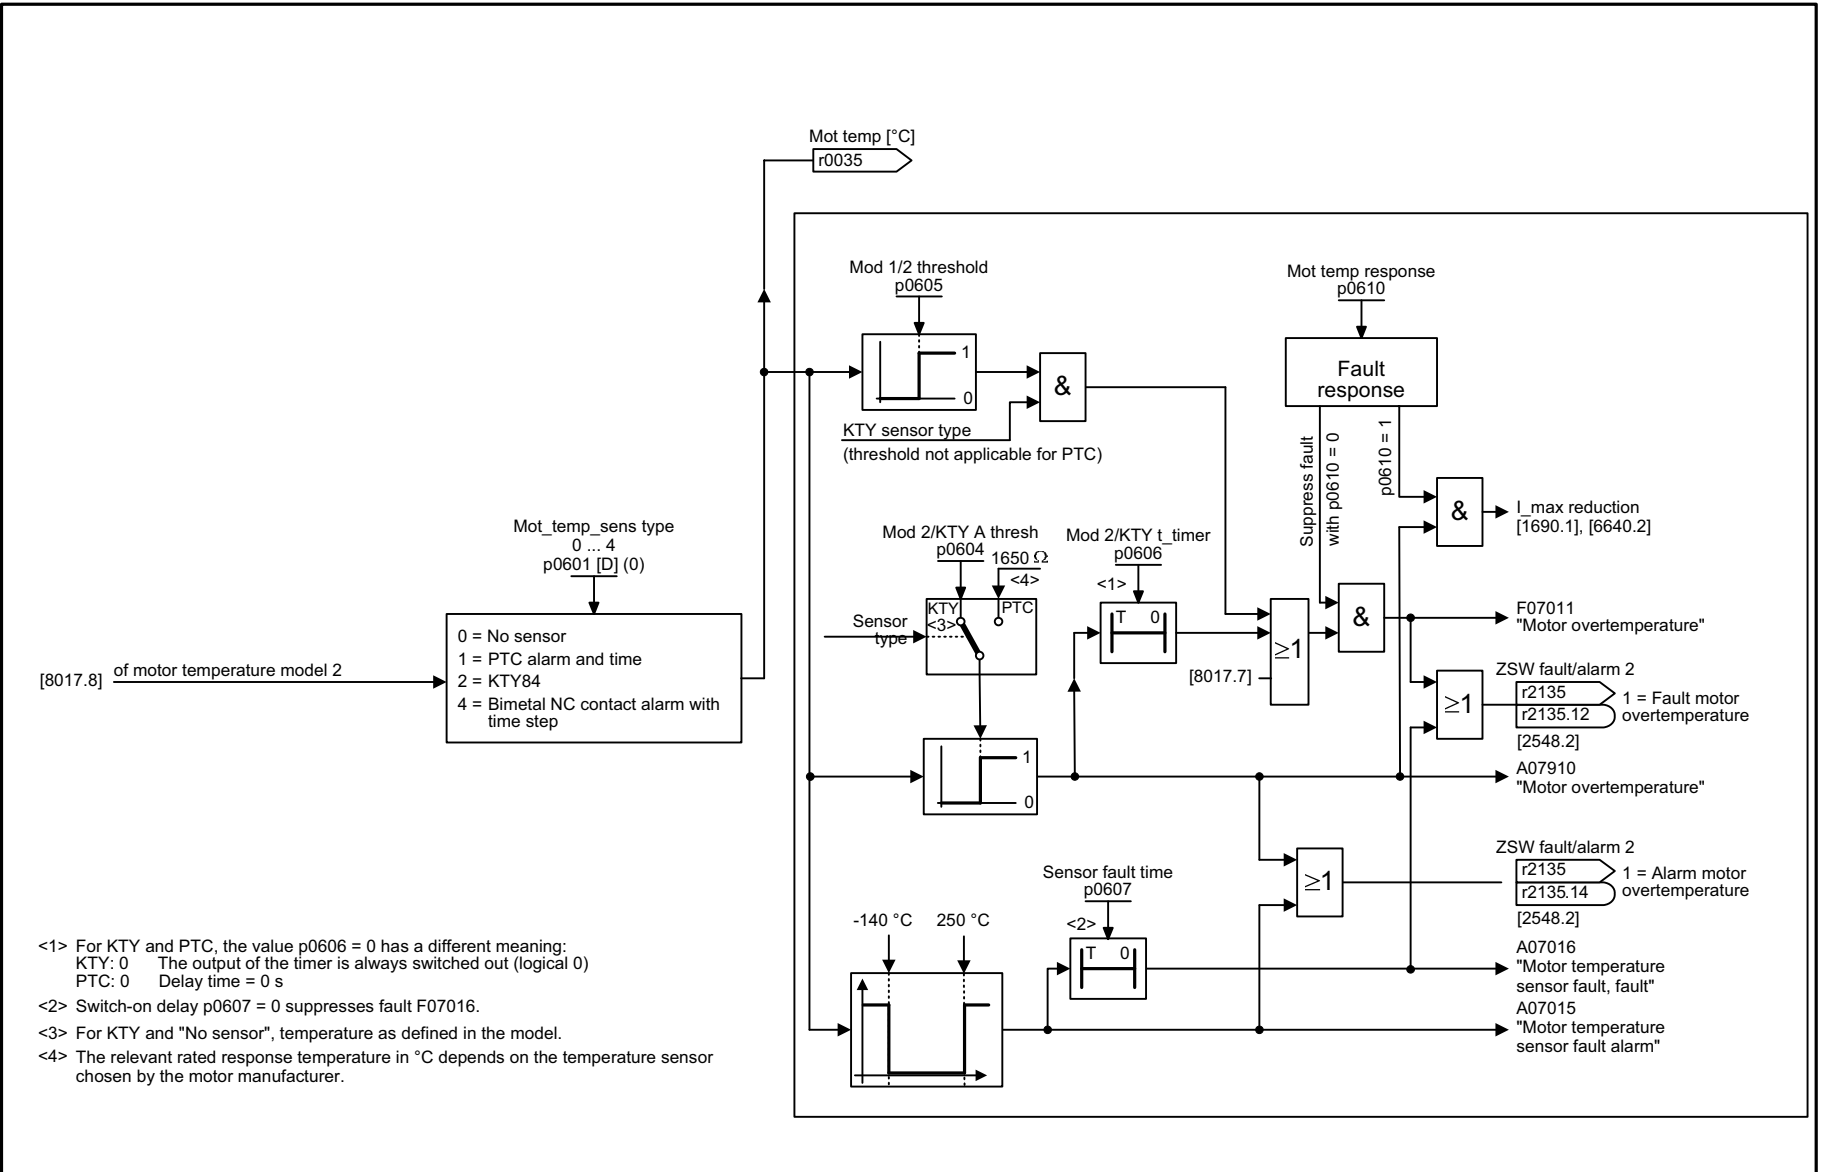 Mot temp [°C]
r0035
Mod 1/2 threshold
p0605
1
0
&
KTY sensor type
(threshold not applicable for PTC)
Mot temp response
p0610
Fault
response
Suppress fault
with p0610 = 0
p0610 = 1
&
I_max reduction
[1690.1], [6640.2]
Mot_temp_sens type
0 ... 4
p0601 [D] (0)
0 = No sensor
1 = PTC alarm and time
2 = KTY84
4 = Bimetal NC contact alarm with
time step
[8017.8]
of motor temperature model 2
Mod 2/KTY A thresh
p0604
1650 Ω
<4>
KTY
<3>
PTC
Sensor
type
Mod 2/KTY t_timer
p0606
<1>
T 0
[8017.7]
≥1
&
F07011
"Motor overtemperature"
ZSW fault/alarm 2
≥1
r2135
r2135.12
1 = Fault motor
overtemperature
[2548.2]
1
0
A07910
"Motor overtemperature"
ZSW fault/alarm 2
≥1
r2135
r2135.14
1 = Alarm motor
overtemperature
[2548.2]
Sensor fault time
p0607
<2>
T 0
-140 °C
250 °C
A07016
"Motor temperature
sensor fault, fault"
A07015
"Motor temperature
sensor fault alarm"
<1> For KTY and PTC, the value p0606 = 0 has a different meaning:
KTY: 0 The output of the timer is always switched out (logical 0)
PTC: 0 Delay time = 0 s
<2> Switch-on delay p0607 = 0 suppresses fault F07016.
<3> For KTY and "No sensor", temperature as defined in the model.
<4> The relevant rated response temperature in °C depends on the temperature sensor
chosen by the motor manufacturer.